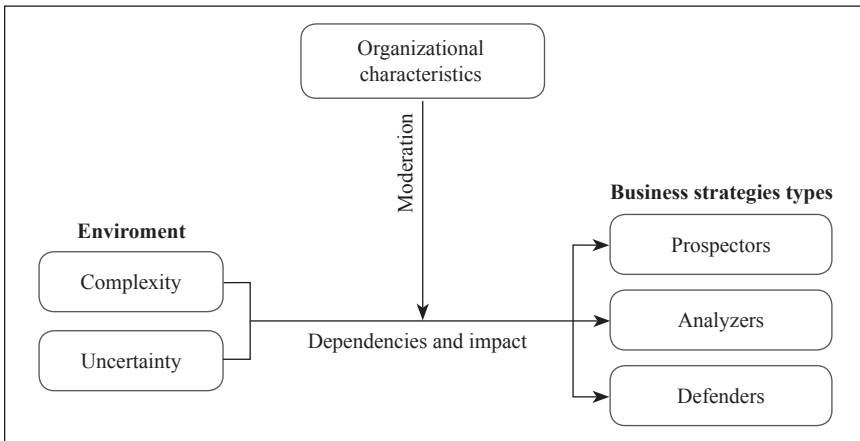 Organizational
characteristics
Moderation
Business strategies types
Enviroment
Prospectors
Complexity
Analyzers
Dependencies and impact
Uncertainty
Defenders